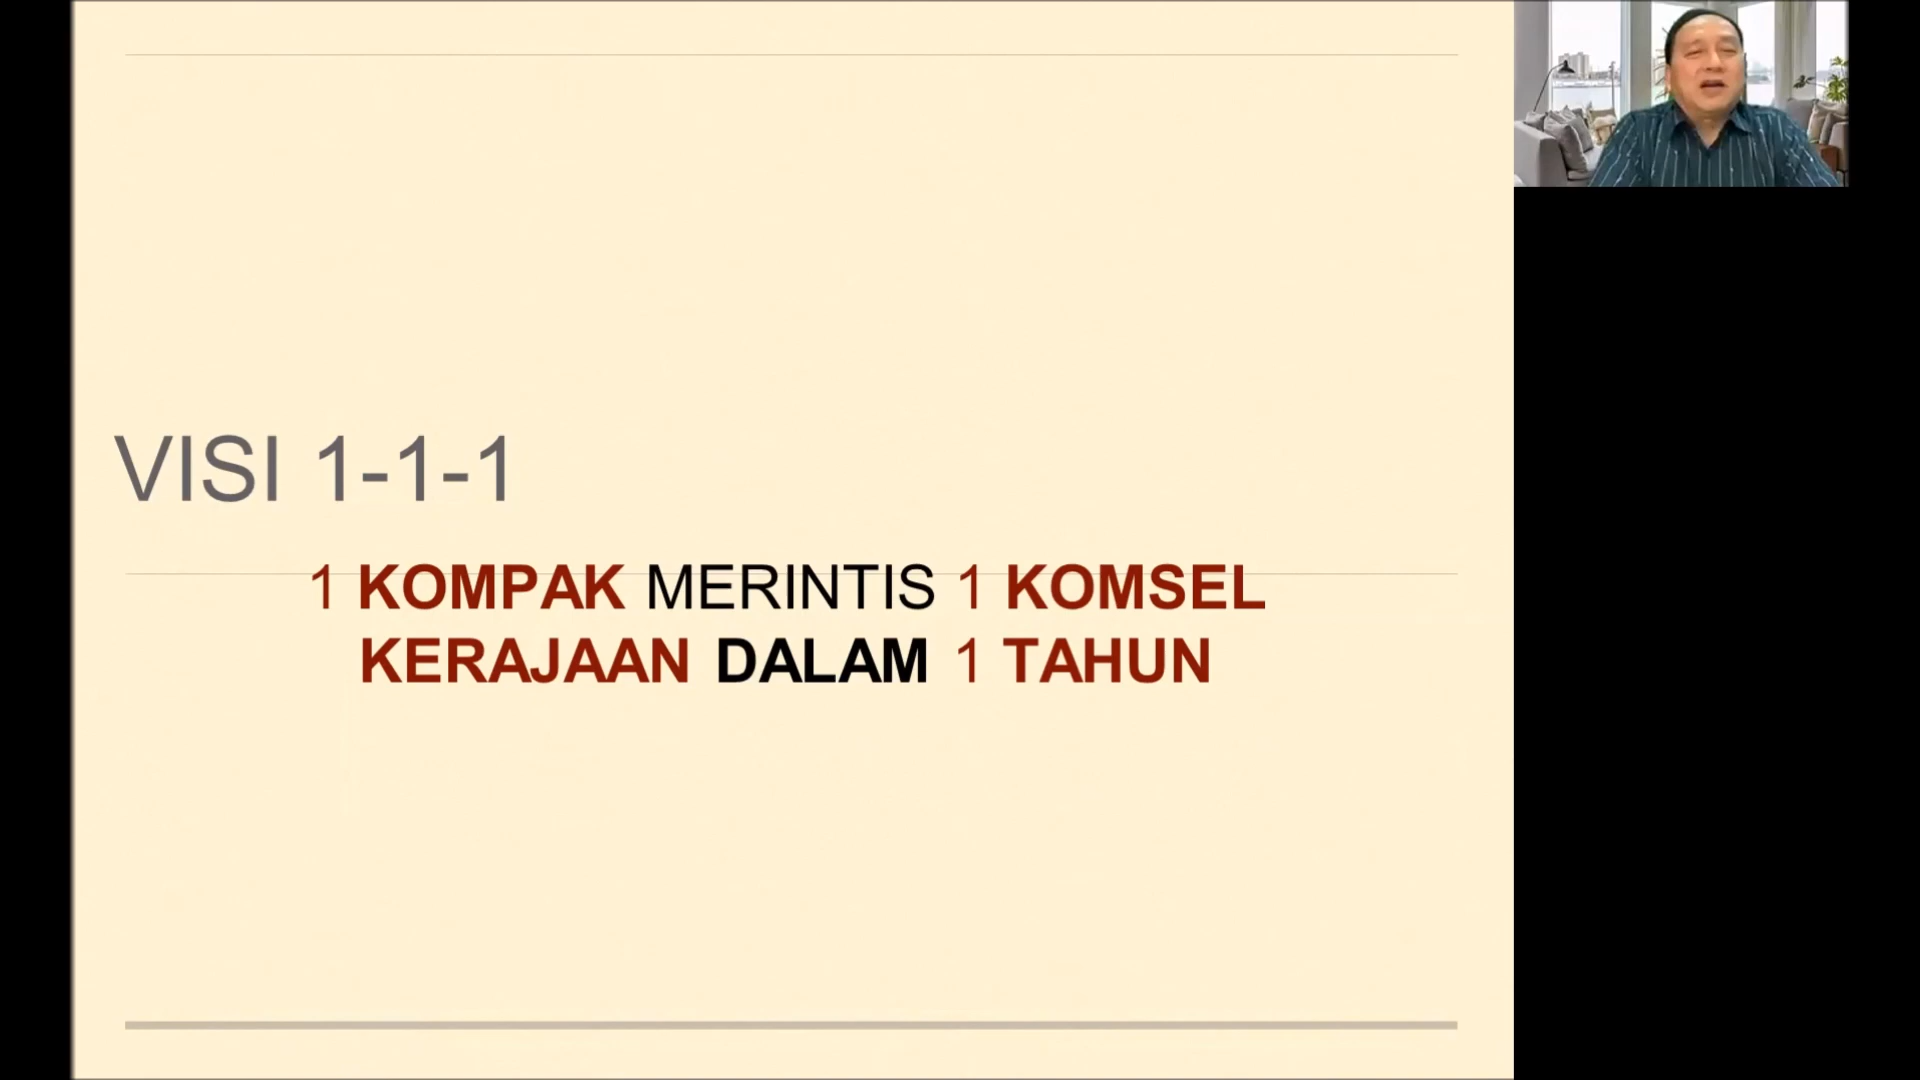 VISI 1-1-1
1 KOMPAK MERINTIS 1 KOMSEL
KERAJAAN DALAM 1 TAHUN